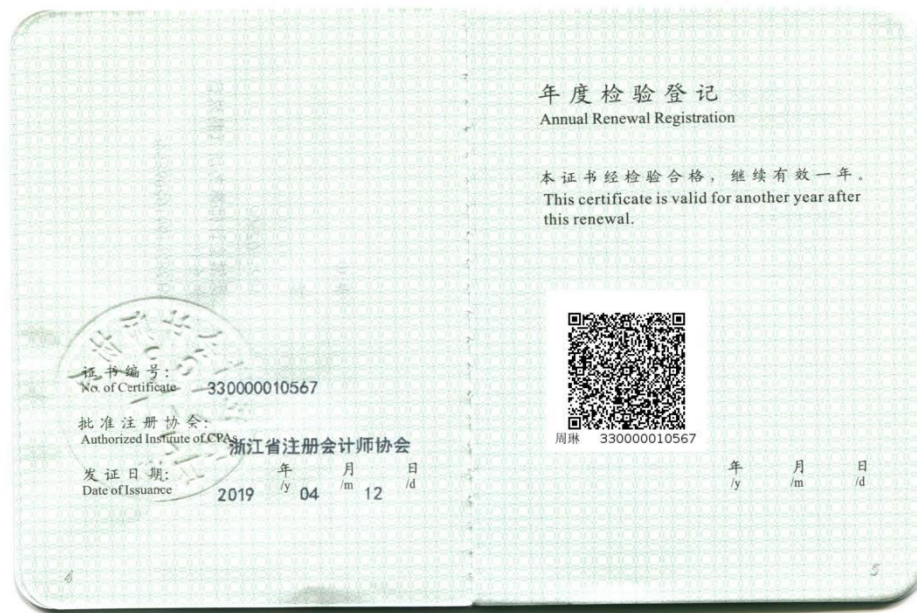 证书编号:
No. of Certificate 330000010567
批准注册协会:
Authorized Institute of CPAs 浙江省注册会计师协会
发证日期: 年 月 日
Date of Issuance 2019 /y 04 /m 12 /d
年度检验登记
Annual Renewal Registration
本证书经检验合格，继续有效一年。
This certificate is valid for another year after
this renewal.
周琳 330000010567
年 月 日
/y /m /d
5